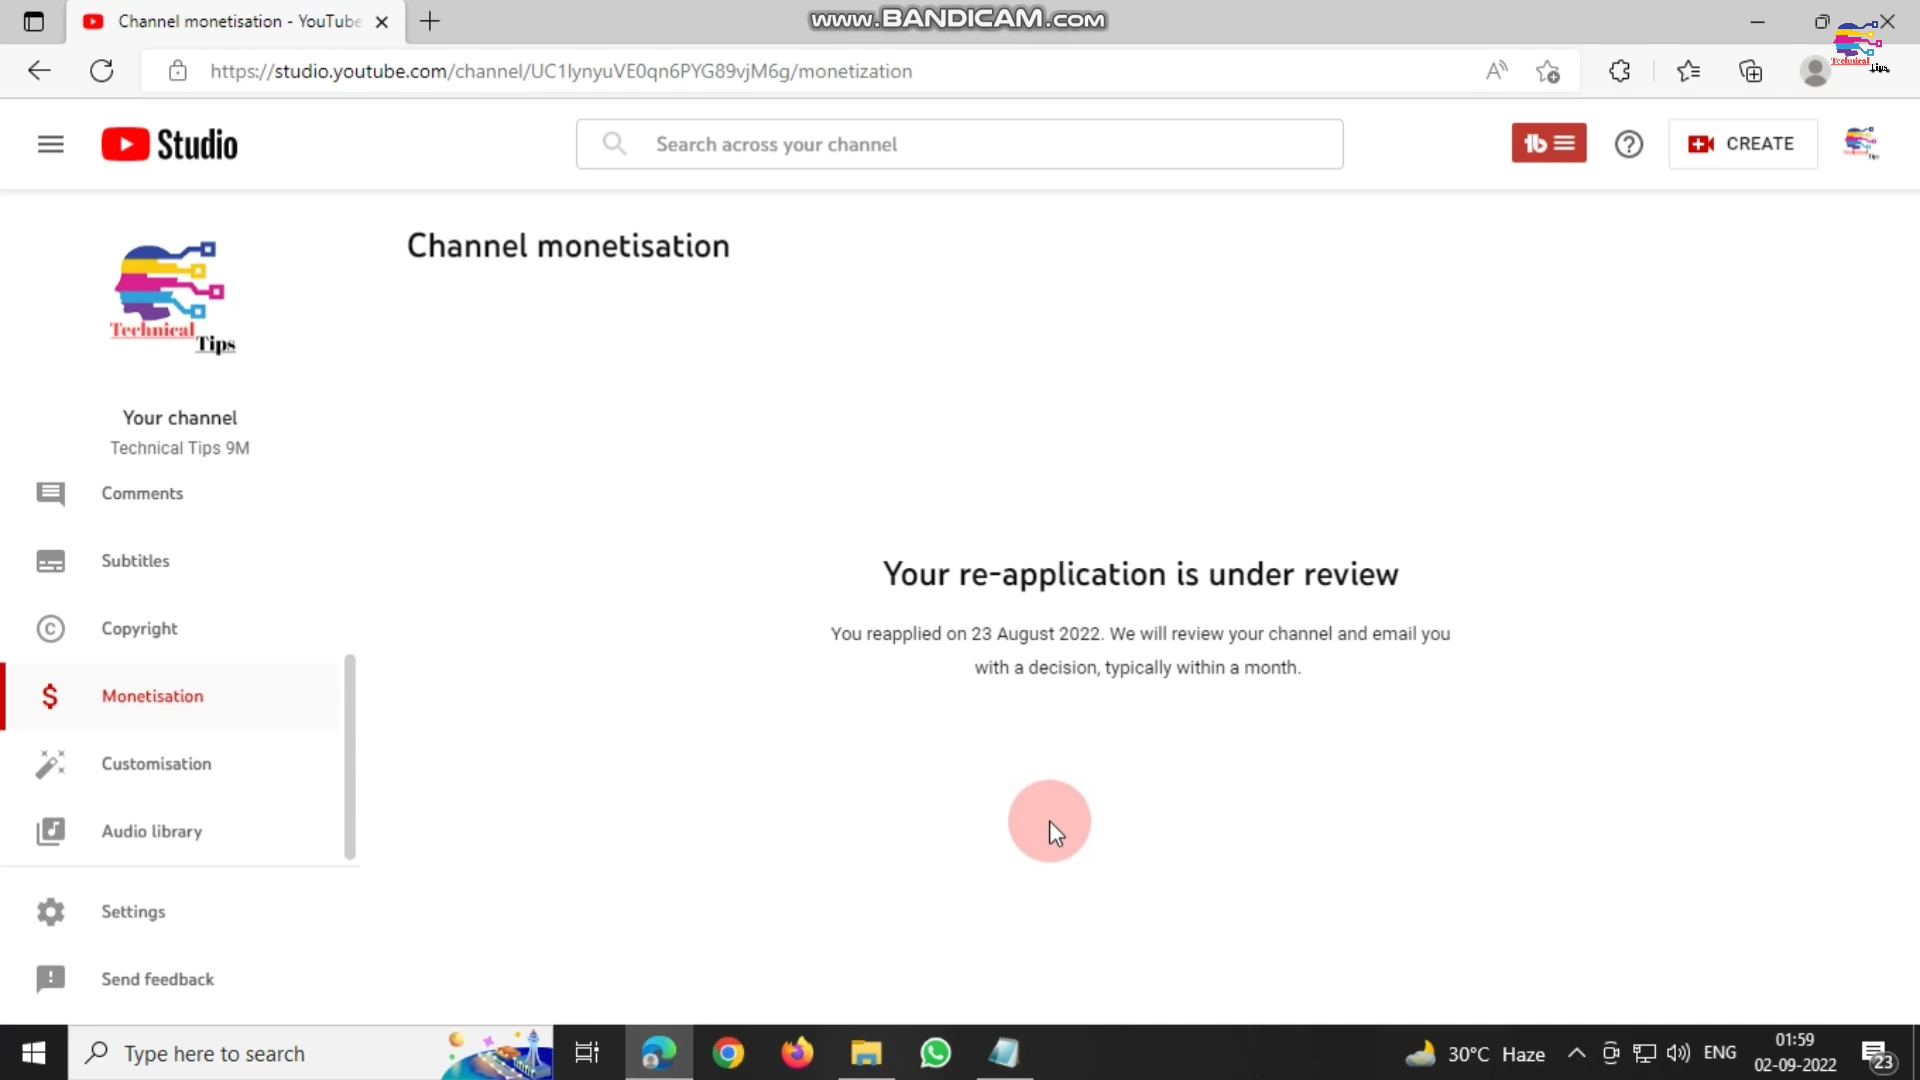 Channel monetisation - YouTube
www.BANDICAM.com
https://studio.youtube.com/channel/UC1lynyuVE0qn6PYG89vjM6g/monetization
Technical
Tips
Studio
Search across your channel
CREATE
Technical
Tips
Channel monetisation
Your channel
Technical Tips 9M
Comments
Subtitles
Copyright
Monetisation
Customisation
Audio library
Settings
Send feedback
Your re-application is under review
You reapplied on 23 August 2022. We will review your channel and email you
with a decision, typically within a month.
Type here to search
30°C Haze
ENG
01:59
02-09-2022
23